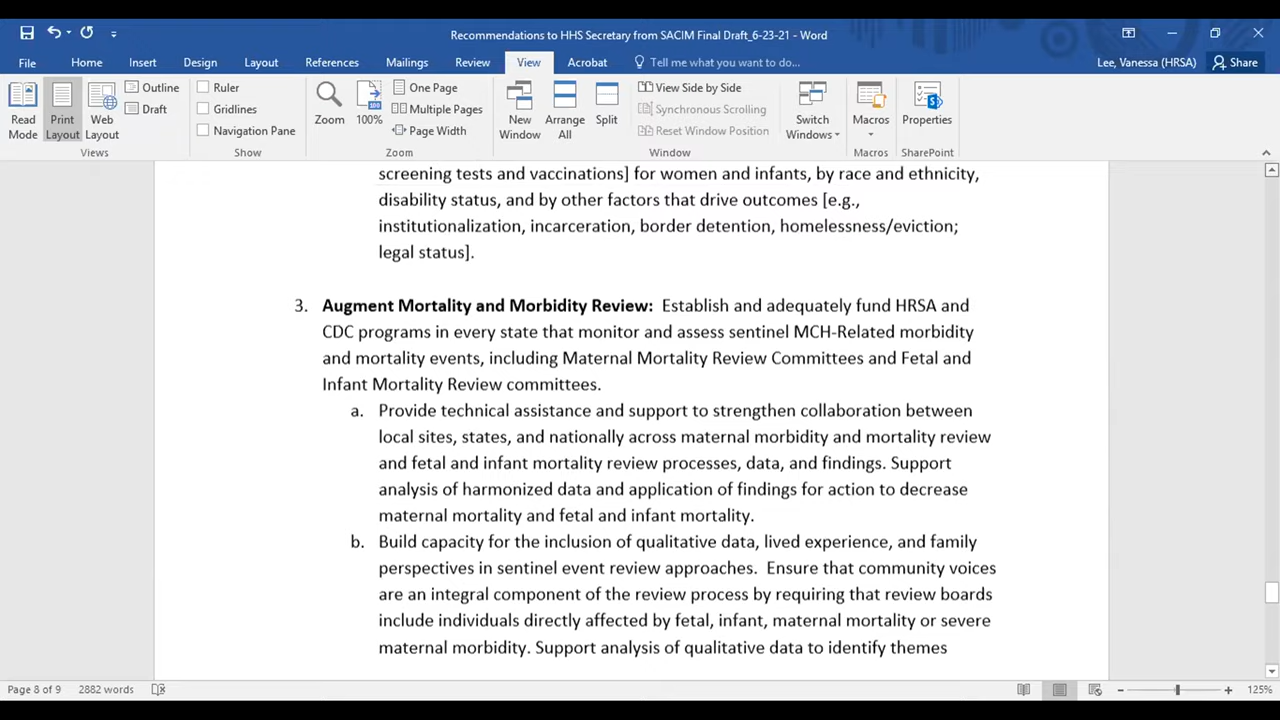 Recommendations to HHS Secretary from SACIM Final Draft_6-23-21 - Word
File Home Insert Design Layout References Mailings Review View Acrobat Tell me what you want to do... Lee, Vanessa (HRSA) Share
Read Mode
Print Layout
Web Layout
Outline
Draft
Views
Ruler
Gridlines
Navigation Pane
Show
Zoom
100%
One Page
Multiple Pages
Page Width
Zoom
New Window
Arrange All
Split
View Side by Side
Synchronous Scrolling
Reset Window Position
Window
Switch Windows
Macros
Macros
Properties
SharePoint
screening tests and vaccinations] for women and infants, by race and ethnicity,
disability status, and by other factors that drive outcomes [e.g.,
institutionalization, incarceration, border detention, homelessness/eviction;
legal status].
3. Augment Mortality and Morbidity Review: Establish and adequately fund HRSA and
CDC programs in every state that monitor and assess sentinel MCH-Related morbidity
and mortality events, including Maternal Mortality Review Committees and Fetal and
Infant Mortality Review committees.
a. Provide technical assistance and support to strengthen collaboration between
local sites, states, and nationally across maternal morbidity and mortality review
and fetal and infant mortality review processes, data, and findings. Support
analysis of harmonized data and application of findings for action to decrease
maternal mortality and fetal and infant mortality.
b. Build capacity for the inclusion of qualitative data, lived experience, and family
perspectives in sentinel event review approaches. Ensure that community voices
are an integral component of the review process by requiring that review boards
include individuals directly affected by fetal, infant, maternal mortality or severe
maternal morbidity. Support analysis of qualitative data to identify themes
Page 8 of 9 2882 words 125%